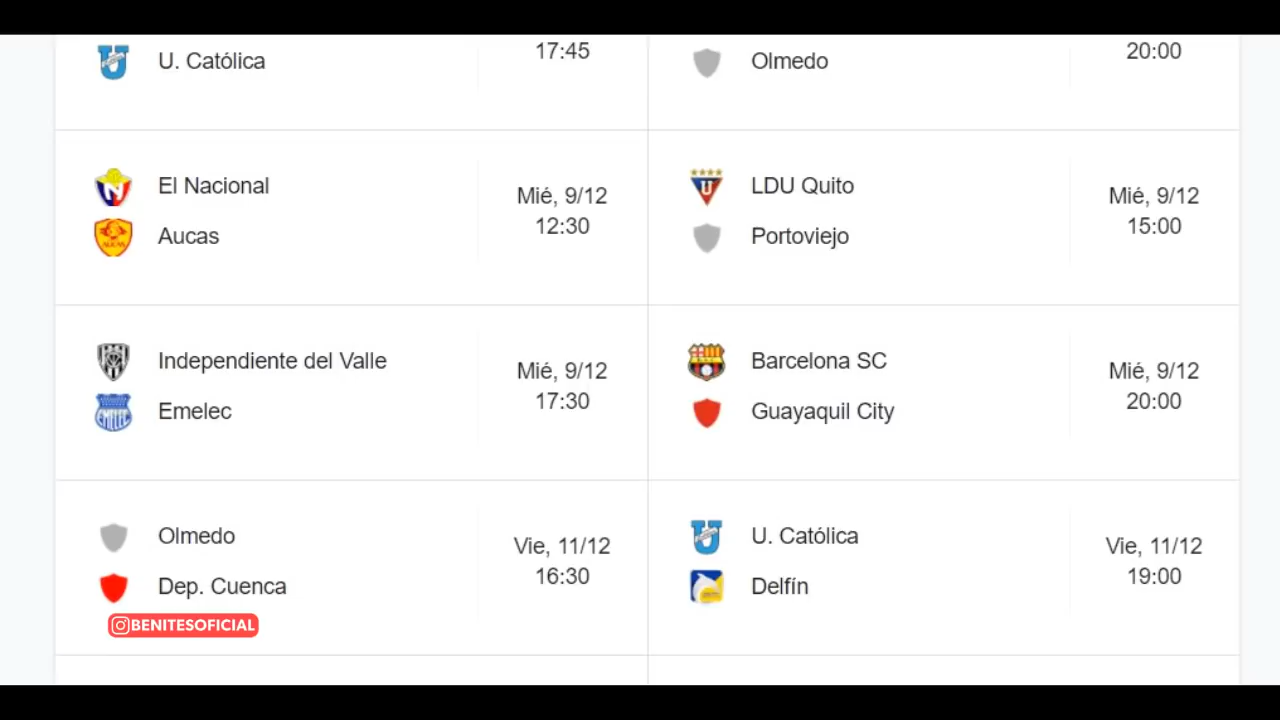 U. Católica
17:45
Olmedo
20:00
El Nacional
Aucas
Mié, 9/12
12:30
LDU Quito
Portoviejo
Mié, 9/12
15:00
Independiente del Valle
Emelec
Mié, 9/12
17:30
Barcelona SC
Guayaquil City
Mié, 9/12
20:00
Olmedo
Dep. Cuenca
Vie, 11/12
16:30
U. Católica
Delfín
Vie, 11/12
19:00
BENITESOFICIAL
AUCAS
EMELEC